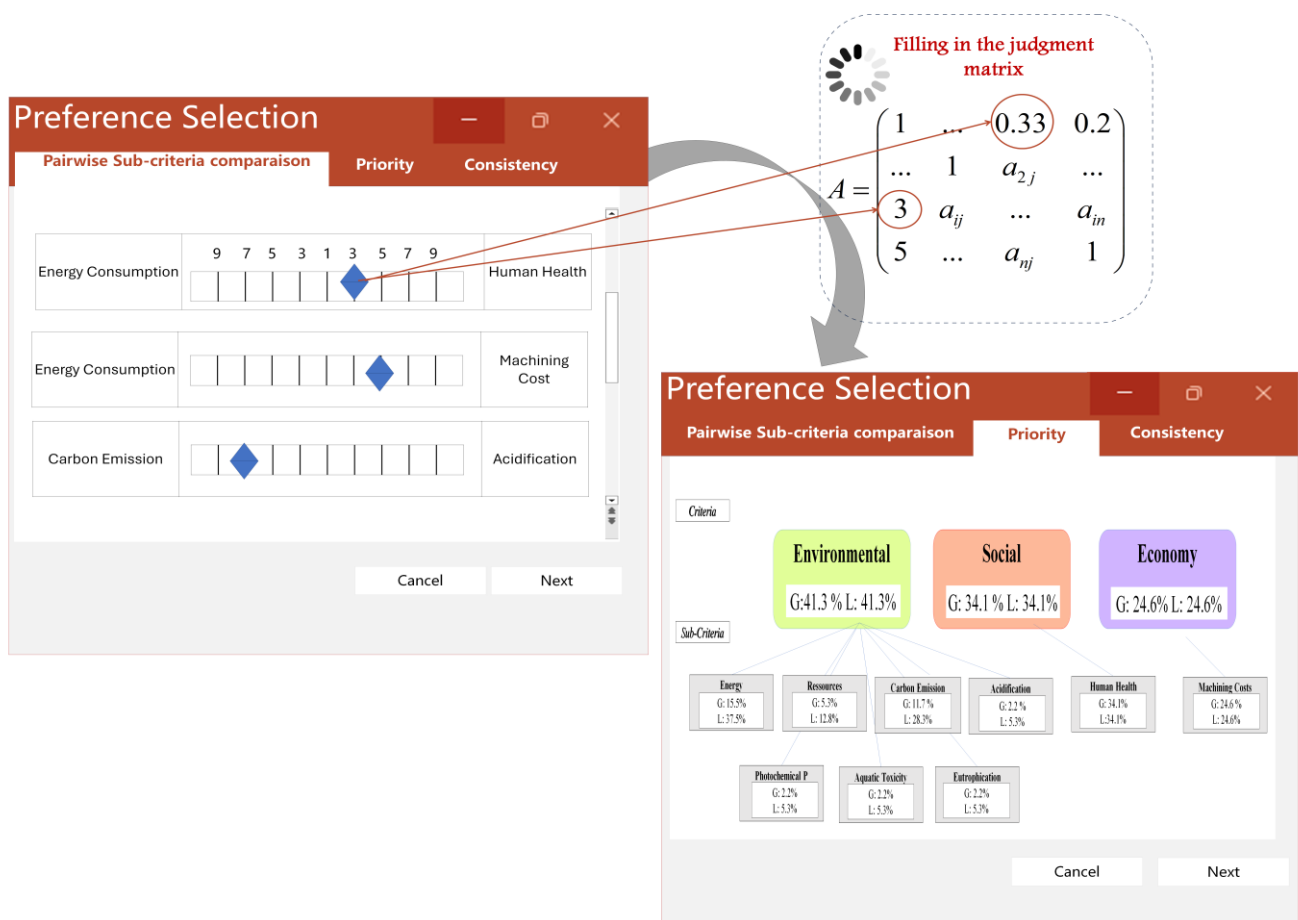 Preference Selection
Pairwise Sub-criteria comparaison Priority Consistency
9 7 5 3 1 3 5 7 9
Energy Consumption Human Health
Energy Consumption Machining
Cost
Carbon Emission Acidification
Cancel Next
Filling in the judgment
matrix
1 ... 0.33 0.2
... 1 a2j ...
A =
3 aij ... ain
5 ... anj 1
Preference Selection
Pairwise Sub-criteria comparaison Priority Consistency
Criteria
Environmental Social Economy
G:41.3 % L: 41.3% G: 34.1 % L: 34.1% G: 24.6% L: 24.6%
Sub-Criteria
Energy Ressources Carbon Emission Acidification Human Health Machining Costs
G: 15.5% G: 5.3% G: 11.7 % G: 2.2 % G: 34.1% G: 24.6 %
L: 37.5% L: 12.8% L: 28.3% L: 5.3% L:34.1% L: 24.6%
Photochemical P Aquatic Toxicity Entrophication
G: 2.2% G: 2.2% G: 2.2%
L: 5.3% L: 5.3% L: 5.3%
Cancel Next